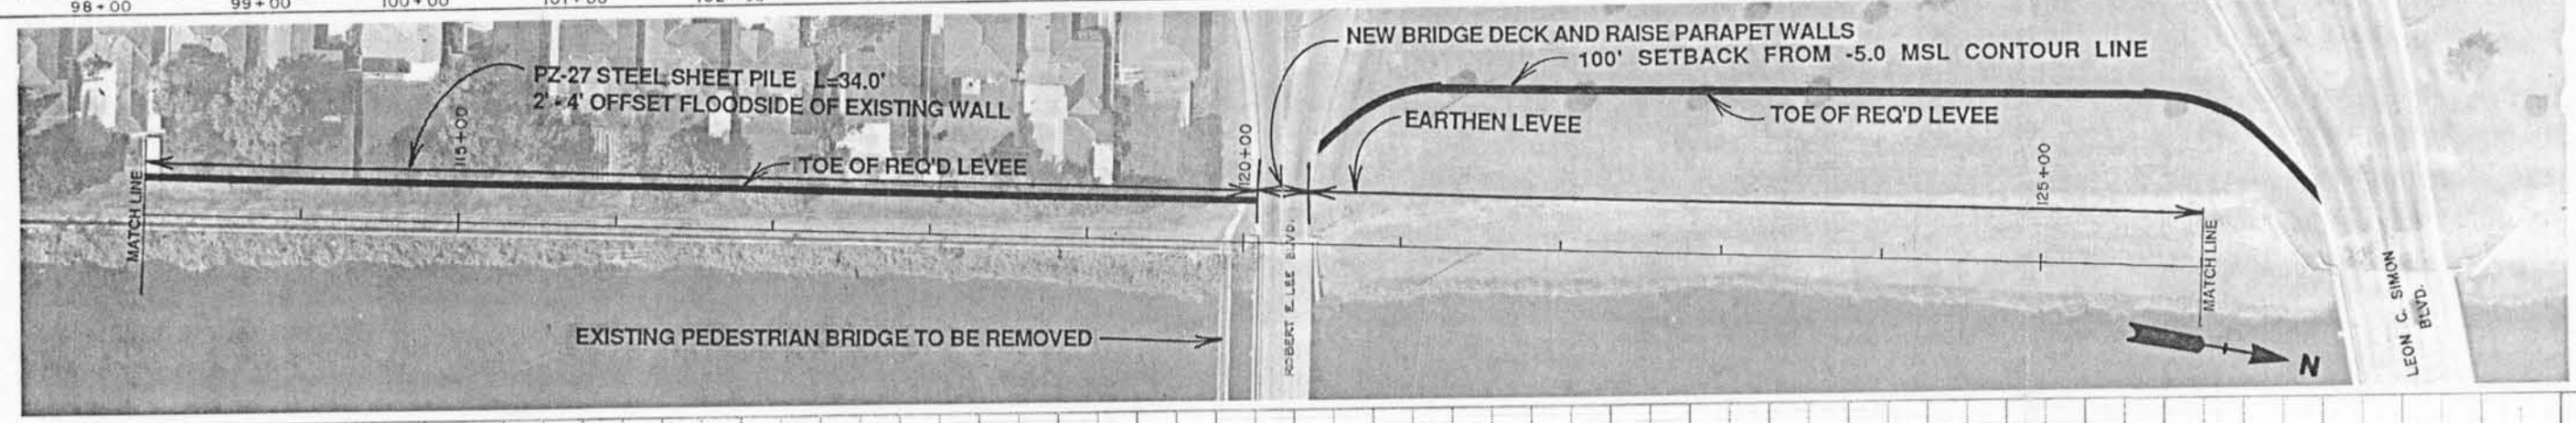 98+00
99+00
100+00
101+00
NEW BRIDGE DECK AND RAISE PARAPET WALLS
100' SETBACK FROM -5.0 MSL CONTOUR LINE
PZ-27 STEEL SHEET PILE L=34.0'
2' - 4' OFFSET FLOODSIDE OF EXISTING WALL
115+00
120+00
EARTHEN LEVEE
TOE OF REQ'D LEVEE
TOE OF REQ'D LEVEE
125+00
MATCH LINE
MATCH LINE
EXISTING PEDESTRIAN BRIDGE TO BE REMOVED
ROBERT E. LEE BLVD.
LEON C. SIMON
BLVD.
N